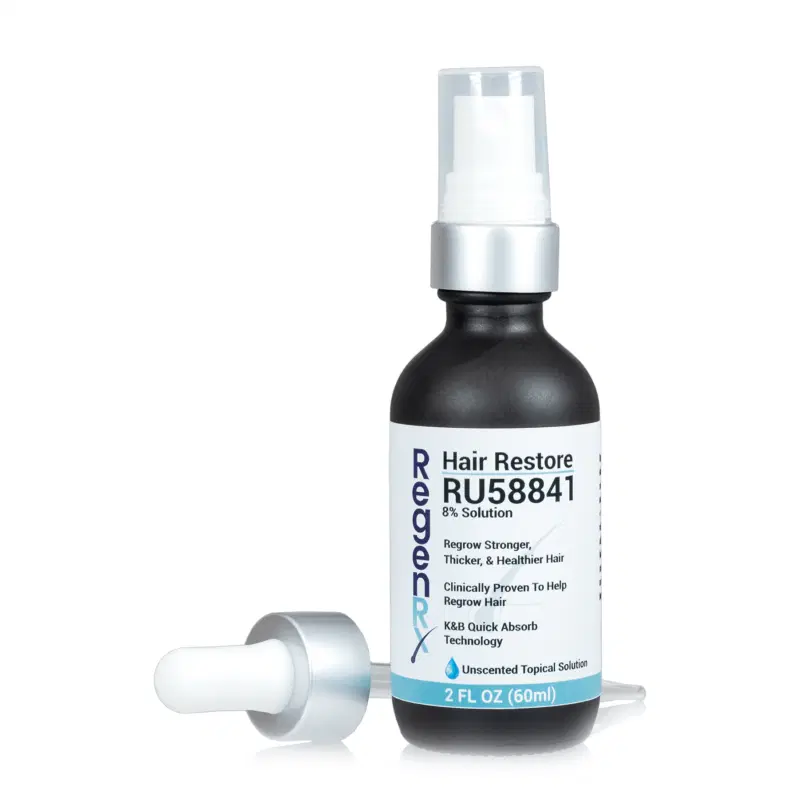 RegenRx
Hair Restore
RU58841
8% Solution
Regrow Stronger,
Thicker, & Healthier Hair
Clinically Proven To Help
Regrow Hair
K&B Quick Absorb
Technology
Unscented Topical Solution
2 FL OZ (60ml)